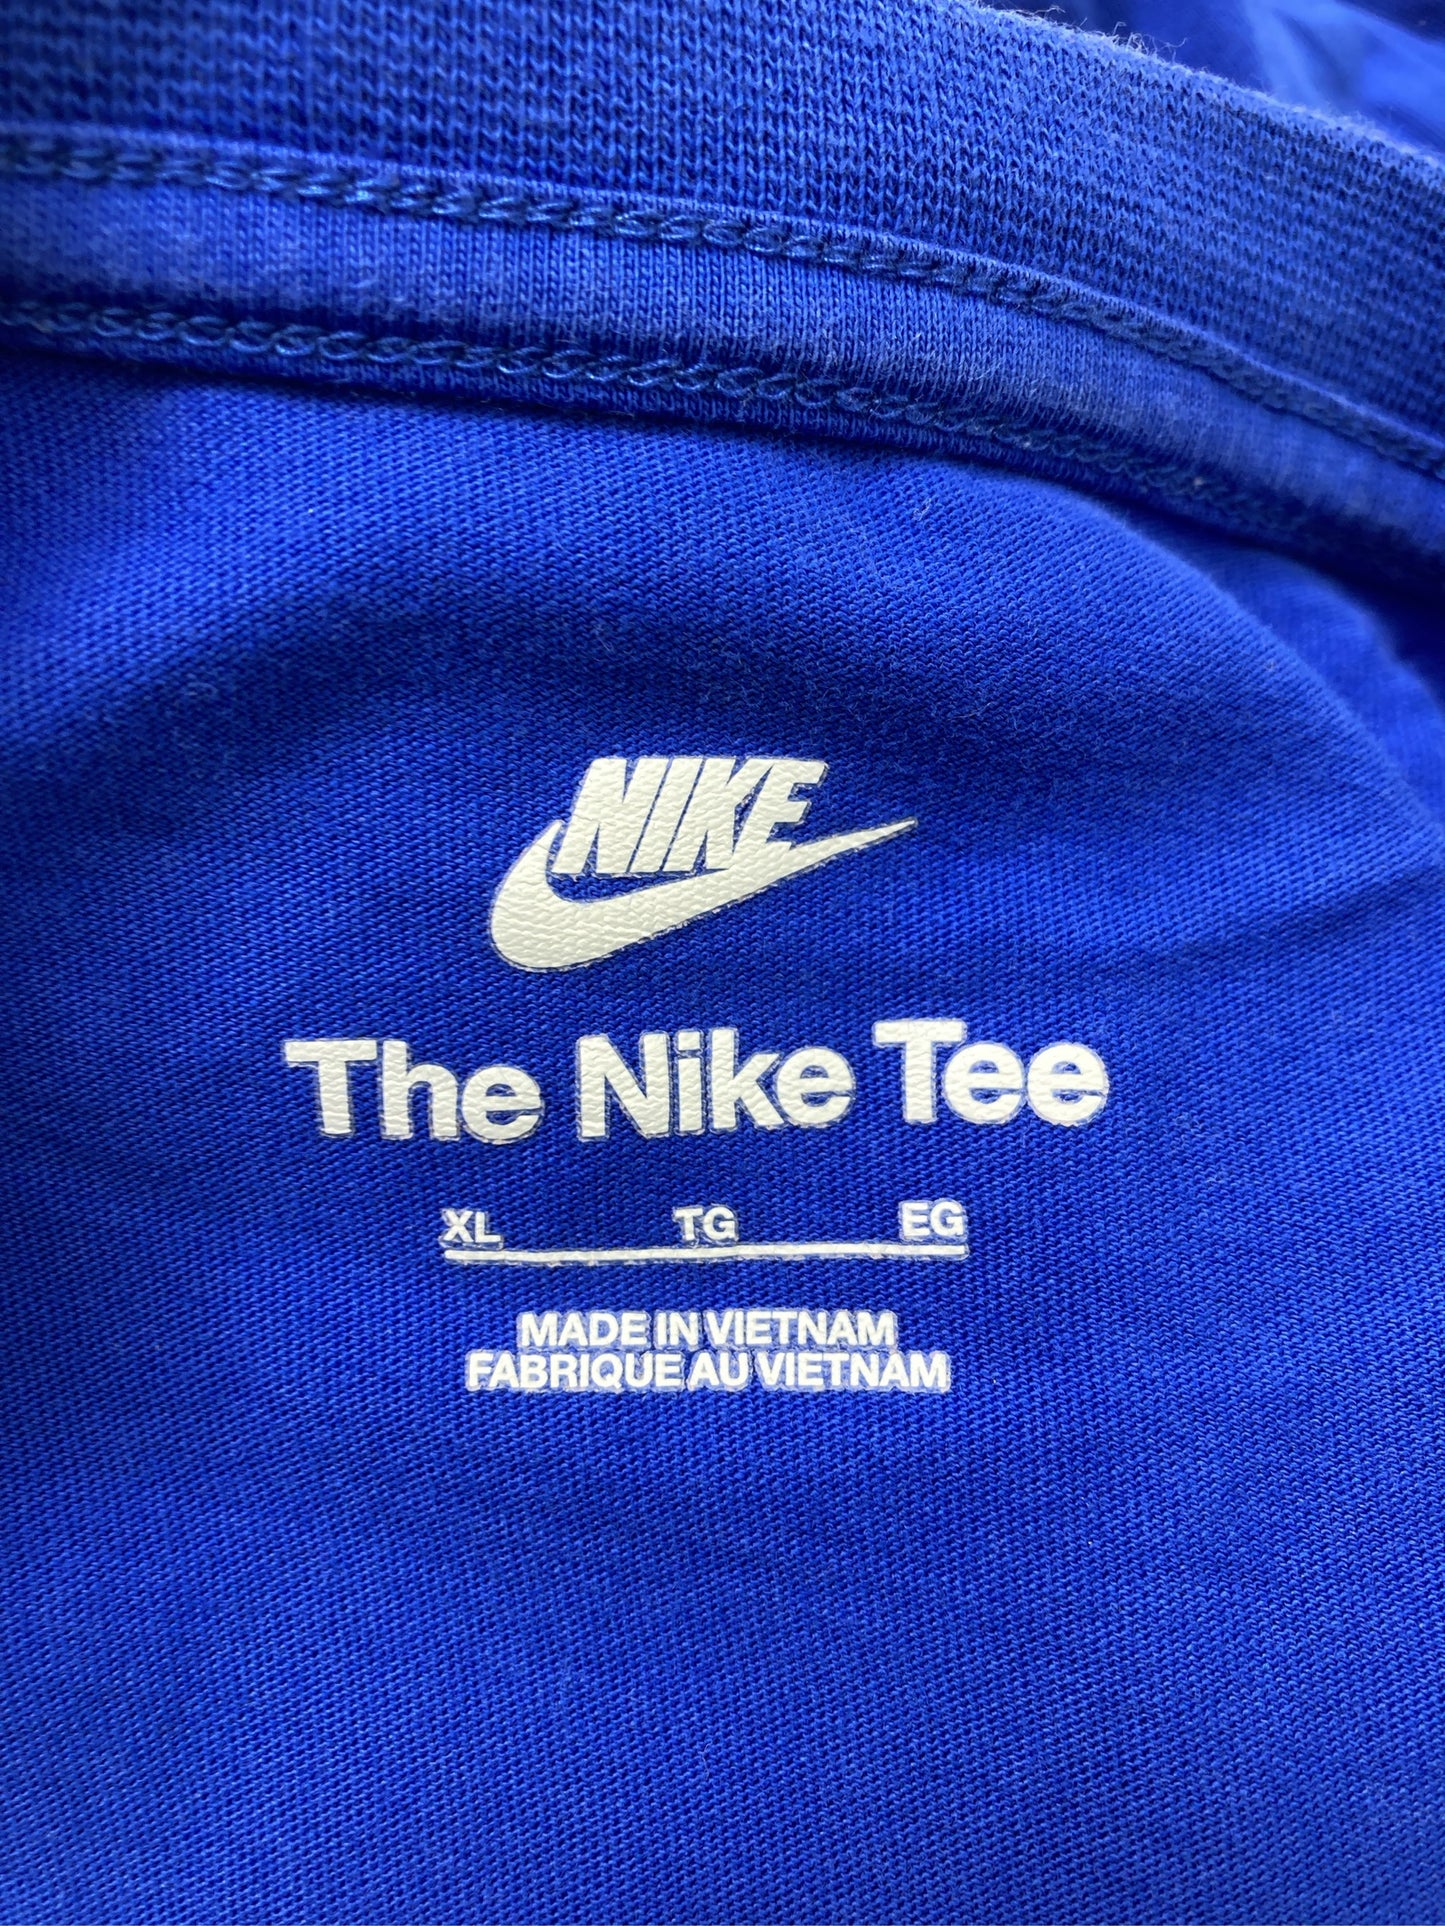 NIKE
The Nike Tee
XL TG EG
MADE IN VIETNAM
FABRIQUE AU VIETNAM